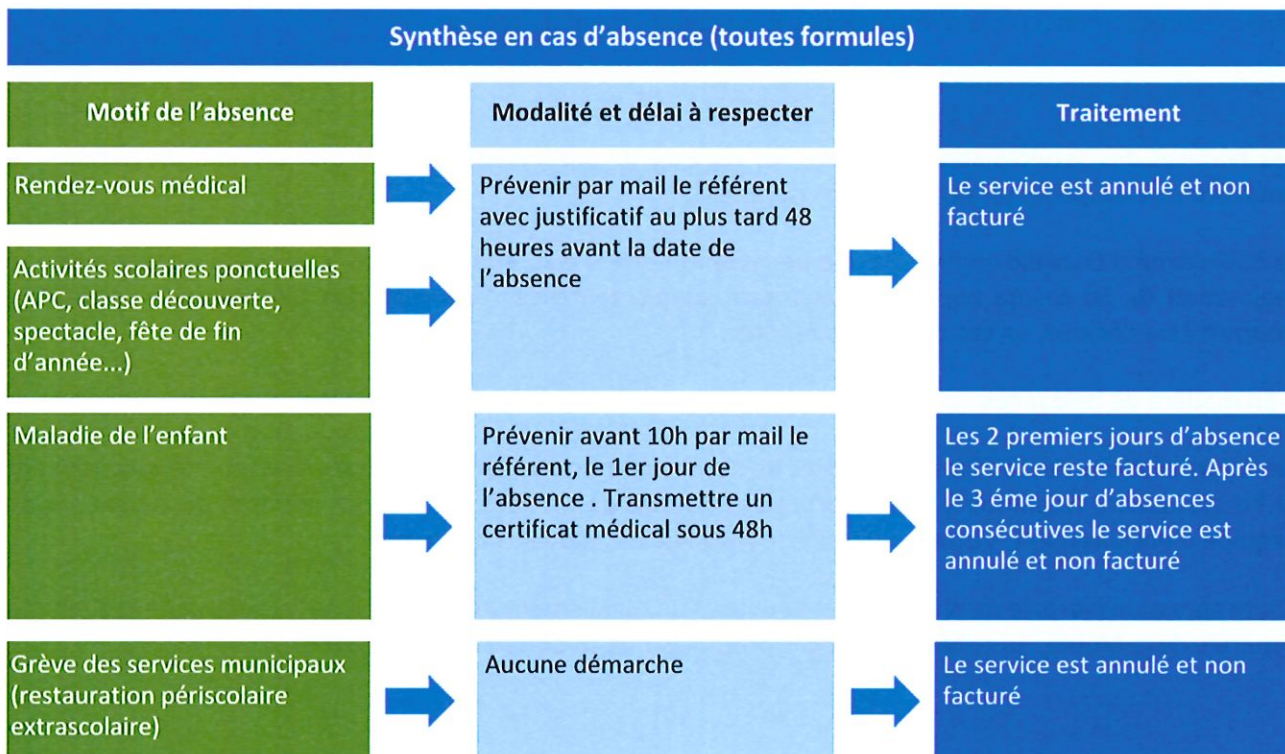 Synthèse en cas d'absence (toutes formules)
Motif de l'absence
Modalité et délai à respecter
Traitement
Rendez-vous médical
Prévenir par mail le référent
avec justificatif au plus tard 48
heures avant la date de
l'absence
Le service est annulé et non
facturé
Activités scolaires ponctuelles
(APC, classe découverte,
spectacle, fête de fin
d'année...)
Maladie de l'enfant
Prévenir avant 10h par mail le
référent, le 1er jour de
l'absence . Transmettre un
certificat médical sous 48h
Les 2 premiers jours d'absence
le service reste facturé. Après
le 3 éme jour d'absences
consécutives le service est
annulé et non facturé
Grève des services municipaux
(restauration périscolaire
extrascolaire)
Aucune démarche
Le service est annulé et non
facturé